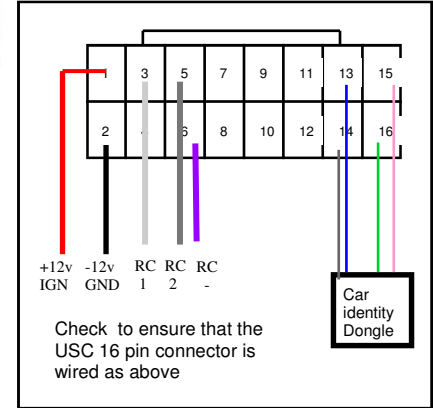 1 3 5 7 9 11 13 15
2 4 6 8 10 12 14 16
+12v -12v RC RC RC
IGN GND 1 2 -
Car
identity
Dongle
Check to ensure that the
USC 16 pin connector is
wired as above